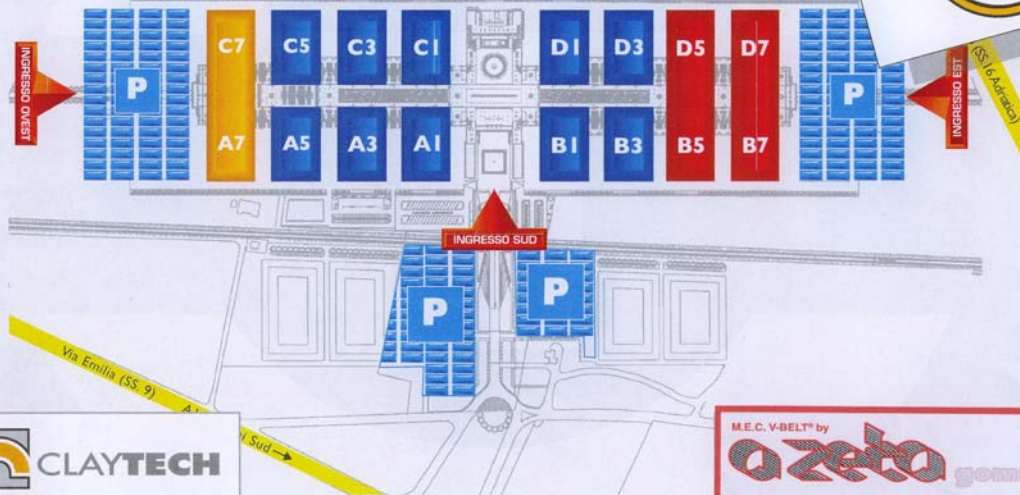 C7
C5
C3
C1
D1
D3
D5
D7
P
P
INGRESSO OVEST
INGRESSO EST
(SS.16 Adriatica)
A7
A5
A3
A1
B1
B3
B5
B7
INGRESSO SUD
P
P
Via Emilia (SS. 9)
Sud →
CLAYTECH
M.E.C. V-BELT® by
azeta